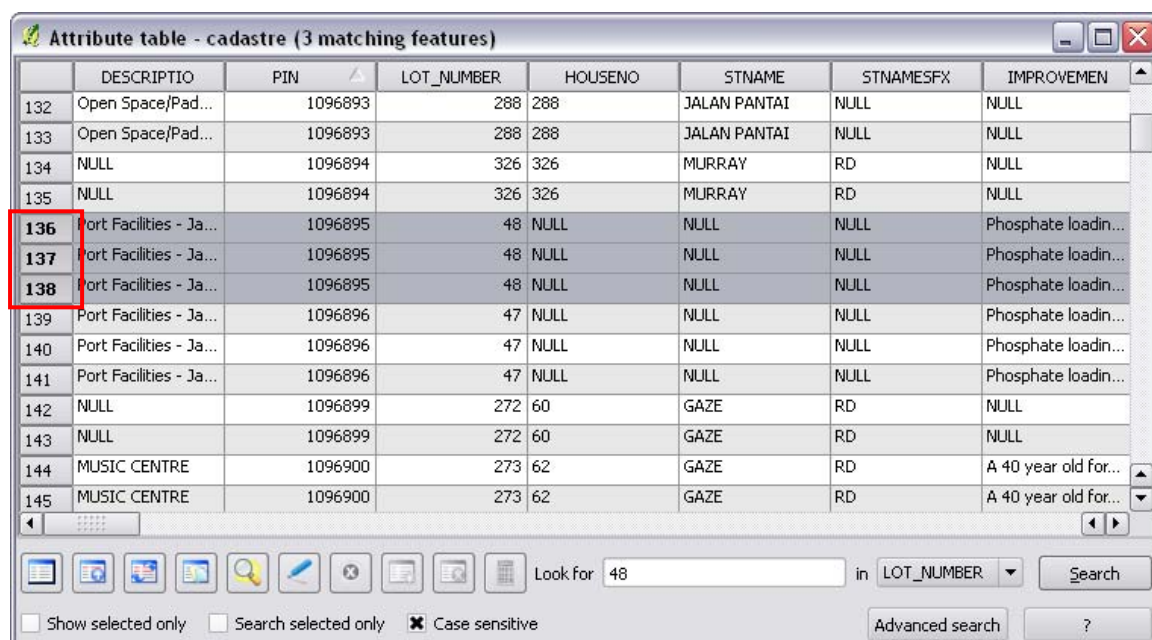 Attribute table - cadastre (3 matching features)
DESCRIPTIO PIN LOT_NUMBER HOUSENO STNAME STNAMESFX IMPROVEMEN
132 Open Space/Pad... 1096893 288 288 JALAN PANTAI NULL NULL
133 Open Space/Pad... 1096893 288 288 JALAN PANTAI NULL NULL
134 NULL 1096894 326 326 MURRAY RD NULL
135 NULL 1096894 326 326 MURRAY RD NULL
136 Port Facilities - Ja... 1096895 48 NULL NULL NULL Phosphate loadin...
137 Port Facilities - Ja... 1096895 48 NULL NULL NULL Phosphate loadin...
138 Port Facilities - Ja... 1096895 48 NULL NULL NULL Phosphate loadin...
139 Port Facilities - Ja... 1096896 47 NULL NULL NULL Phosphate loadin...
140 Port Facilities - Ja... 1096896 47 NULL NULL NULL Phosphate loadin...
141 Port Facilities - Ja... 1096896 47 NULL NULL NULL Phosphate loadin...
142 NULL 1096899 272 60 GAZE RD NULL
143 NULL 1096899 272 60 GAZE RD NULL
144 MUSIC CENTRE 1096900 273 62 GAZE RD A 40 year old for...
145 MUSIC CENTRE 1096900 273 62 GAZE RD A 40 year old for...
Look for 48 in LOT_NUMBER Search
Show selected only Search selected only Case sensitive Advanced search ?